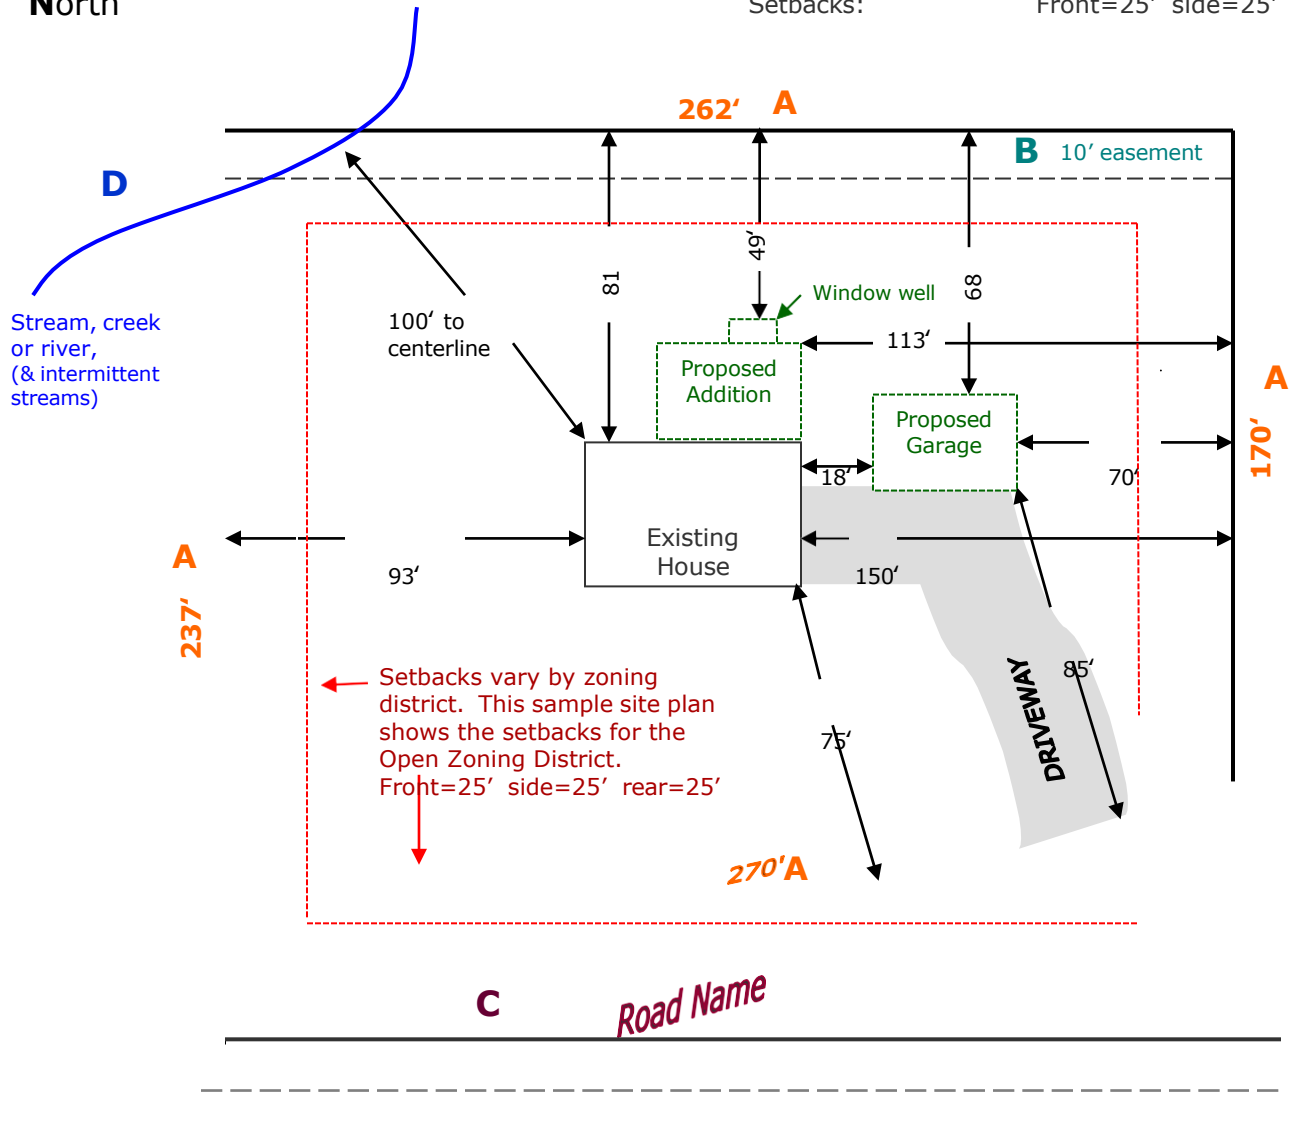 North
Setbacks: Front=25′ side=25′
262‘ A
B 10′ easement
D
49‘
81
68
Window well
Stream, creek
or river,
(& intermittent
streams)
100‘ to
centerline
113‘
Proposed
Addition
A
170‘
Proposed
Garage
18‘
70‘
Existing
House
A
237‘
93‘
150‘
Setbacks vary by zoning
district. This sample site plan
shows the setbacks for the
Open Zoning District.
Front=25′ side=25′ rear=25′
85‘
DRIVEWAY
75‘
270'A
C
Road Name